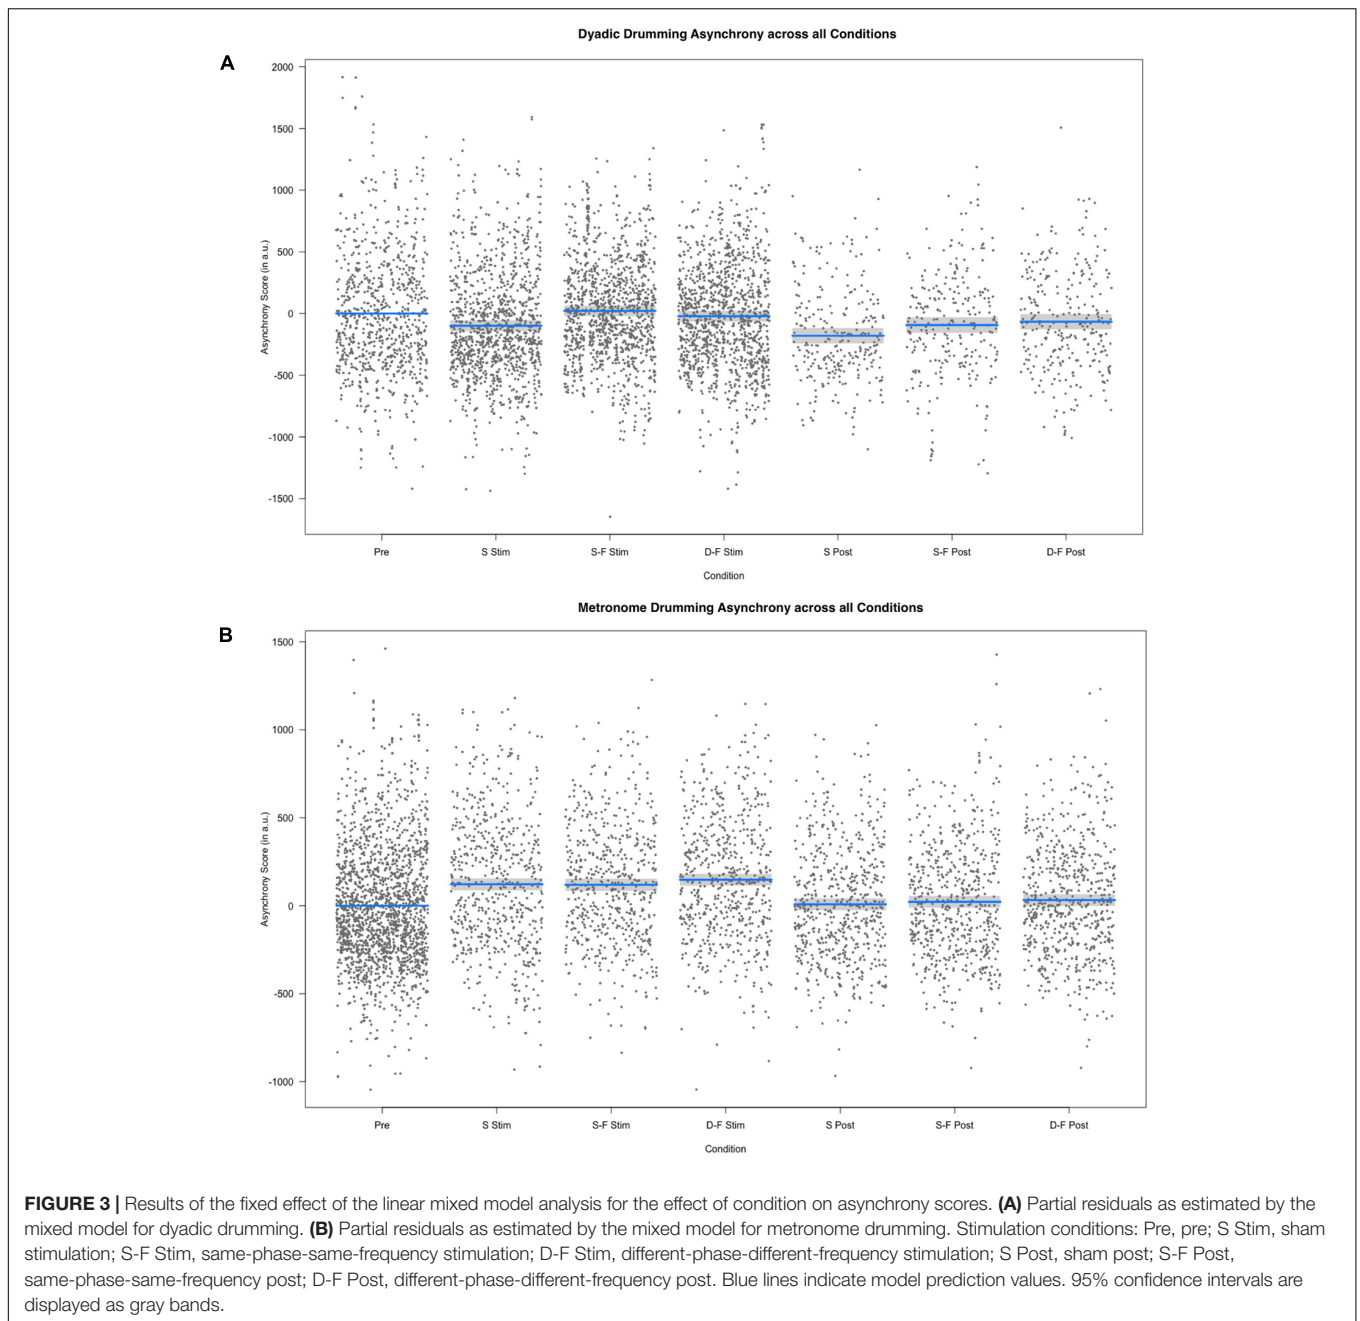 Dyadic Drumming Asynchrony across all Conditions
A
2000
1500
1000
500
0
-500
-1000
-1500
Asynchrony Score (in a.u.)
Pre
S Stim
S-F Stim
D-F Stim
S Post
S-F Post
D-F Post
Condition
Metronome Drumming Asynchrony across all Conditions
B
1500
1000
500
0
-500
-1000
Asynchrony Score (in a.u.)
Pre
S Stim
S-F Stim
D-F Stim
S Post
S-F Post
D-F Post
Condition
FIGURE 3 | Results of the fixed effect of the linear mixed model analysis for the effect of condition on asynchrony scores. (A) Partial residuals as estimated by the
mixed model for dyadic drumming. (B) Partial residuals as estimated by the mixed model for metronome drumming. Stimulation conditions: Pre, pre; S Stim, sham
stimulation; S-F Stim, same-phase-same-frequency stimulation; D-F Stim, different-phase-different-frequency stimulation; S Post, sham post; S-F Post,
same-phase-same-frequency post; D-F Post, different-phase-different-frequency post. Blue lines indicate model prediction values. 95% confidence intervals are
displayed as gray bands.